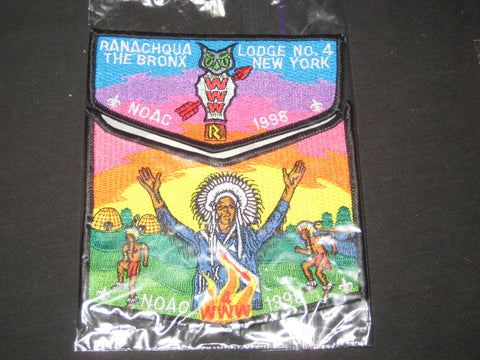 RANACHQUA LODGE NO. 4
THE BRONX NEW YORK
WWW
NOAC 1998
R
NOAC 1998
WWW